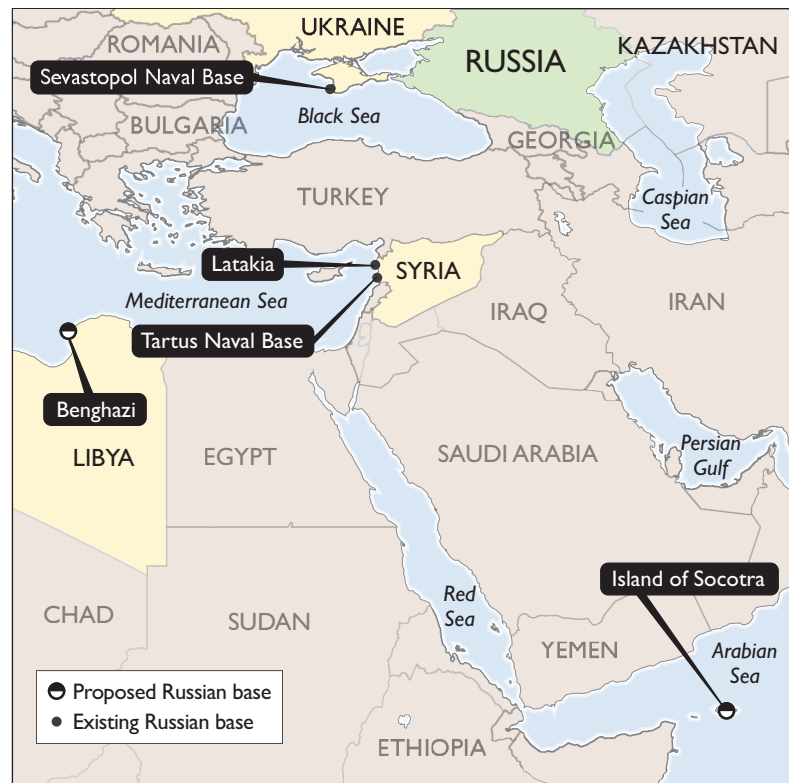 UKRAINE
ROMANIA
RUSSIA
KAZAKHSTAN
Sevastopol Naval Base
Black Sea
BULGARIA
GEORGIA
TURKEY
Caspian
Sea
Latakia
SYRIA
Mediterranean Sea
IRAQ
IRAN
Tartus Naval Base
Benghazi
LIBYA
EGYPT
SAUDI ARABIA
Persian
Gulf
Island of Socotra
CHAD
SUDAN
Red
Sea
YEMEN
Arabian
Sea
Proposed Russian base
Existing Russian base
ETHIOPIA